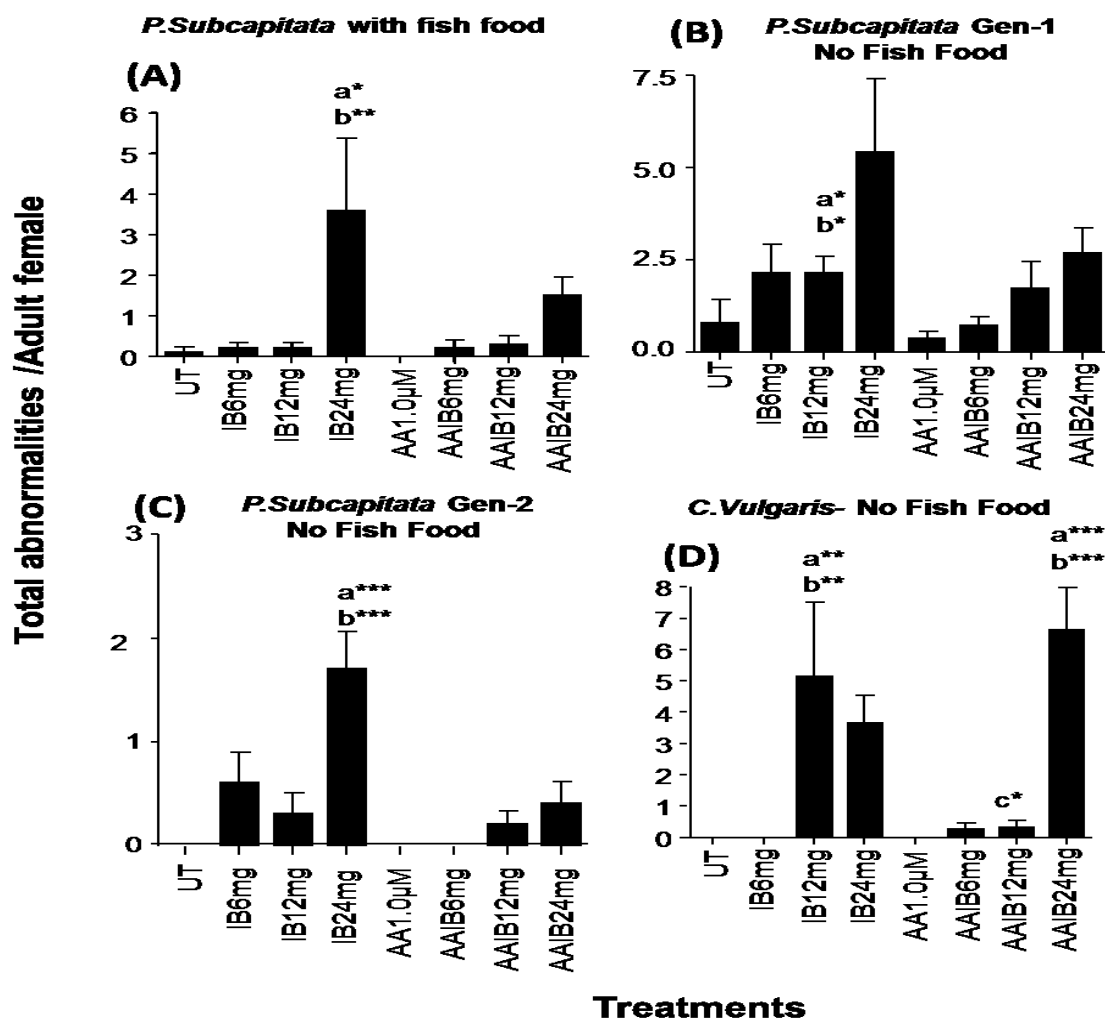 Total abnormalities /Adult female
P.Subcapitata with fish food
(A)
a*
b**
6
5
4
3
2
1
0
UT
IB6mg
IB12mg
IB24mg
AA1.0µM
AAIB6mg
AAIB12mg
AAIB24mg
(B)
P.Subcapitata Gen-1
No Fish Food
7.5
5.0
2.5
0.0
a*
b*
UT
IB6mg
IB12mg
IB24mg
AA1.0µM
AAIB6mg
AAIB12mg
AAIB24mg
(C)
P.Subcapitata Gen-2
No Fish Food
3
2
1
0
a***
b***
UT
IB6mg
IB12mg
IB24mg
AA1.0µM
AAIB6mg
AAIB12mg
AAIB24mg
C.Vulgaris- No Fish Food
(D)
a**
b**
a***
b***
c*
8
7
6
5
4
3
2
1
0
UT
IB6mg
IB12mg
IB24mg
AA1.0µM
AAIB6mg
AAIB12mg
AAIB24mg
Treatments